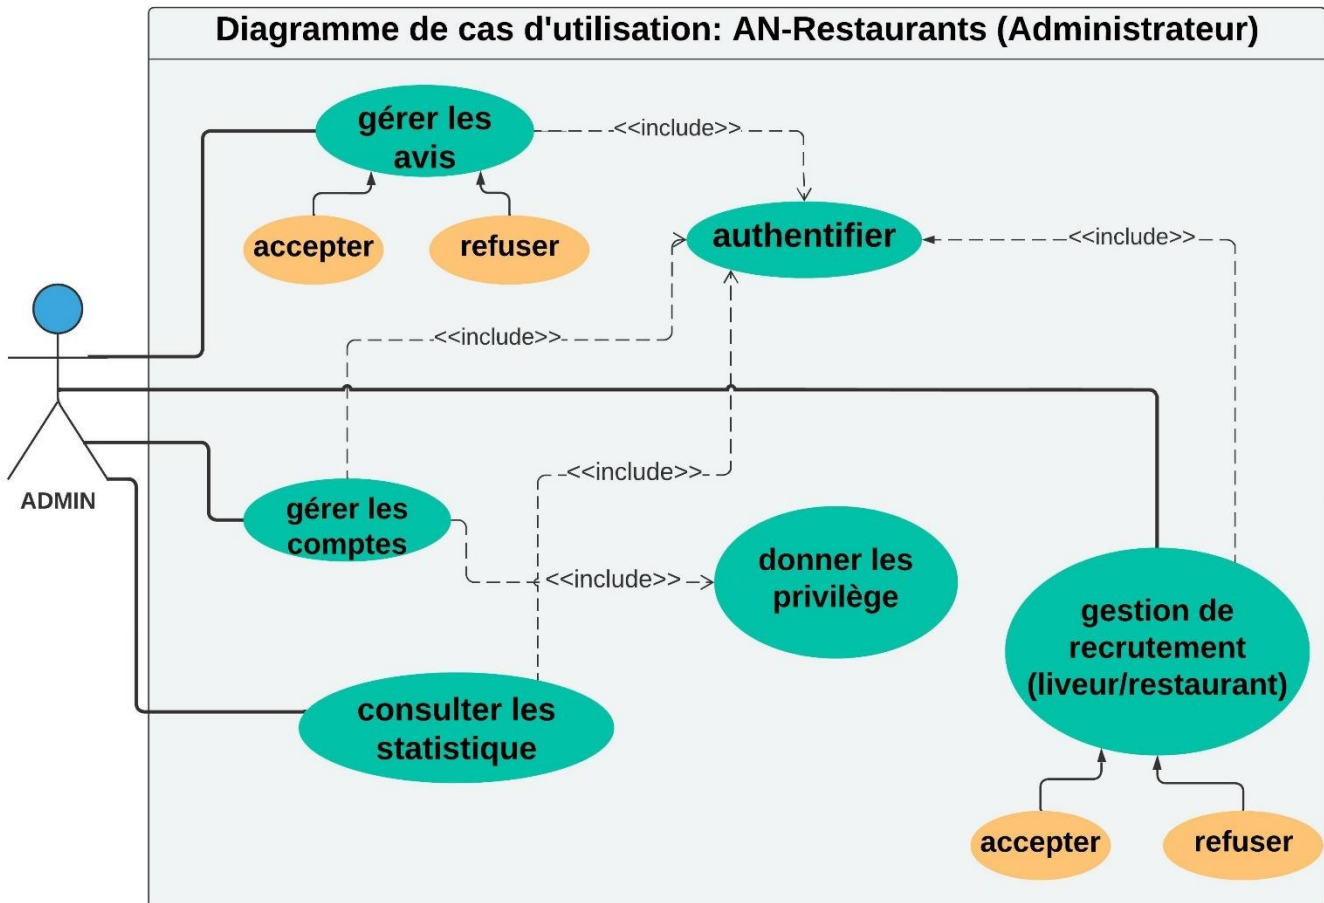 Diagramme de cas d'utilisation: AN-Restaurants (Administrateur)
gérer les
avis
<<include>>
accepter
refuser
authentifier
<<include>>
<<include>>
ADMIN
gérer les
comptes
<<include>>
<<include>>
donner les
privilège
gestion de
recrutement
(liveur/restaurant)
consulter les
statistique
accepter
refuser